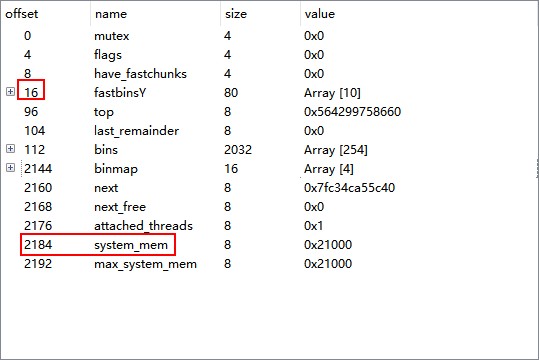 offset name size value
0 mutex 4 0x0
4 flags 4 0x0
8 have_fastchunks 4 0x0
16 fastbinsY 80 Array [10]
96 top 8 0x564299758660
104 last_remainder 8 0x0
112 bins 2032 Array [254]
2144 binmap 16 Array [4]
2160 next 8 0x7fc34ca55c40
2168 next_free 8 0x0
2176 attached_threads 8 0x1
2184 system_mem 8 0x21000
2192 max_system_mem 8 0x21000